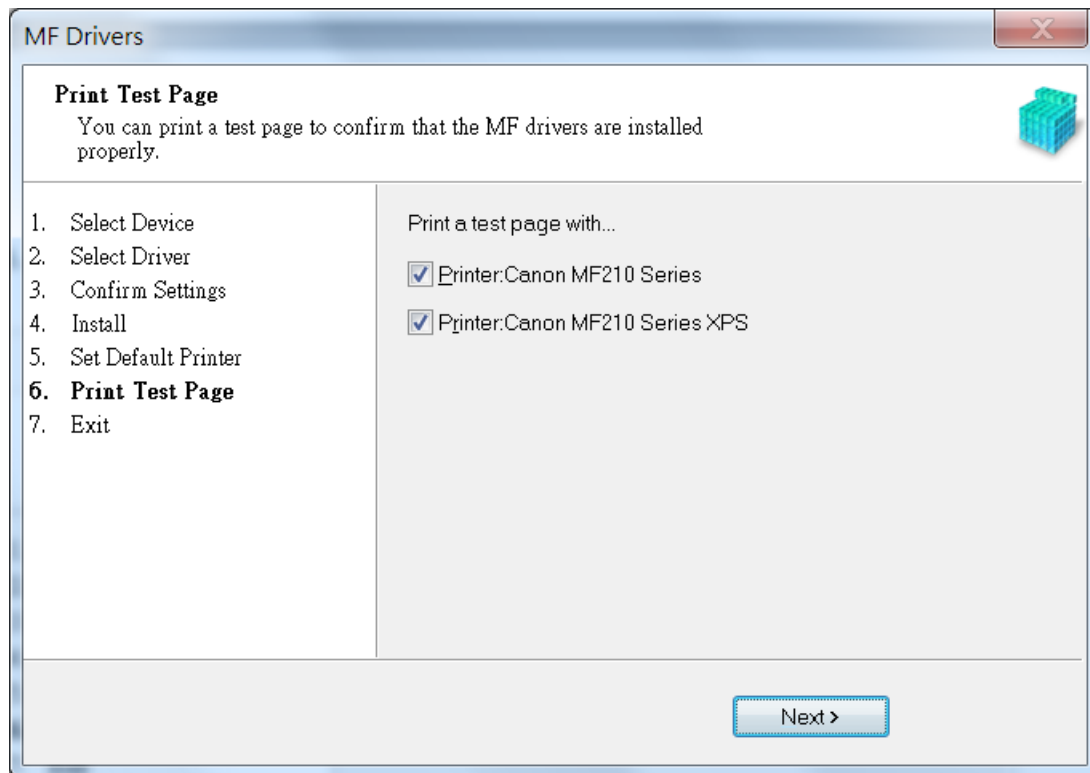 MF Drivers
Print Test Page
You can print a test page to confirm that the MF drivers are installed
properly.
1. Select Device
2. Select Driver
3. Confirm Settings
4. Install
5. Set Default Printer
6. Print Test Page
7. Exit
Print a test page with...
Printer:Canon MF210 Series
Printer:Canon MF210 Series XPS
Next >